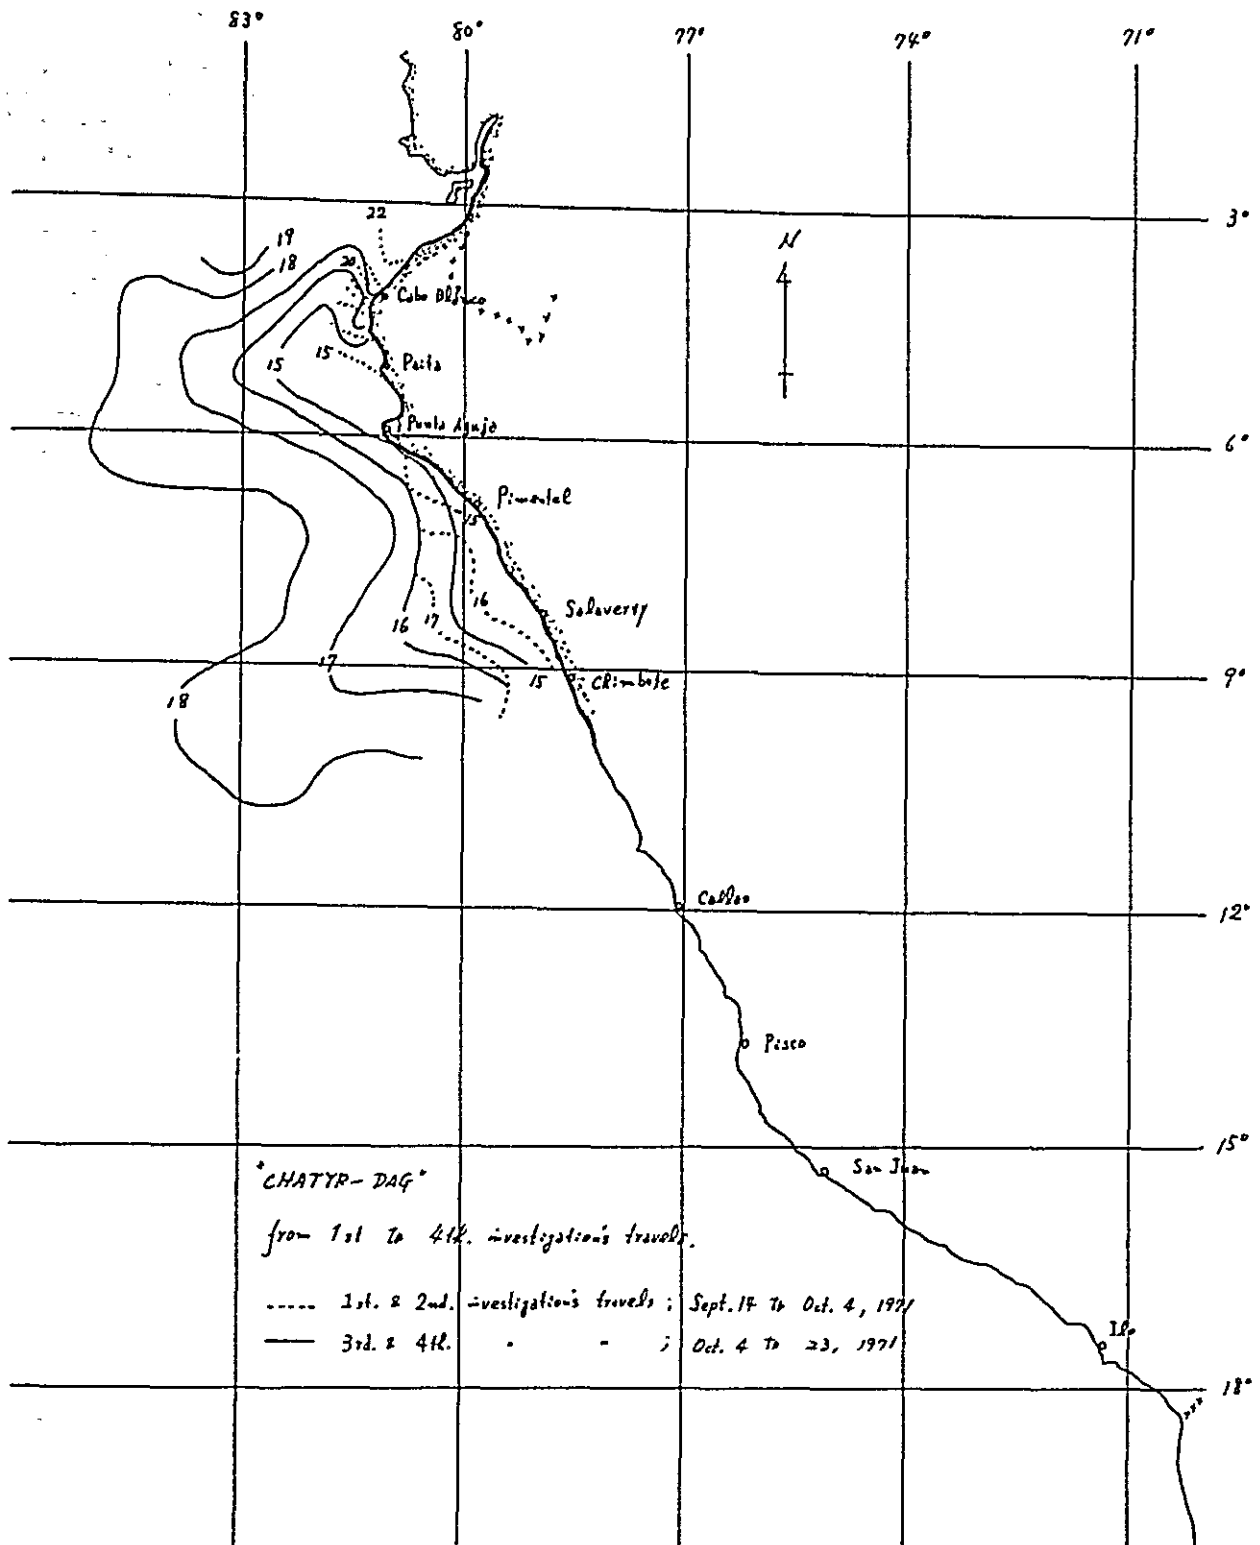 83° 80° 77° 74° 71°
3°
22
19
18
N
20
Cabo Blanco
15 15
Paita
Punta Aguja
6°
Pimental
15
16
Salaverry
17
16
17
15
Chimbote
9°
18
Callao
12°
Pisco
15°
San Juan
"CHATYR-DAG"
from 1st To 4th. investigation's travels.
----- 1st. & 2nd. investigation's travels ; Sept. 14 To Oct. 4, 1971
—— 3rd. & 4th. " " ; Oct. 4 To 23, 1971
Ilo
18°